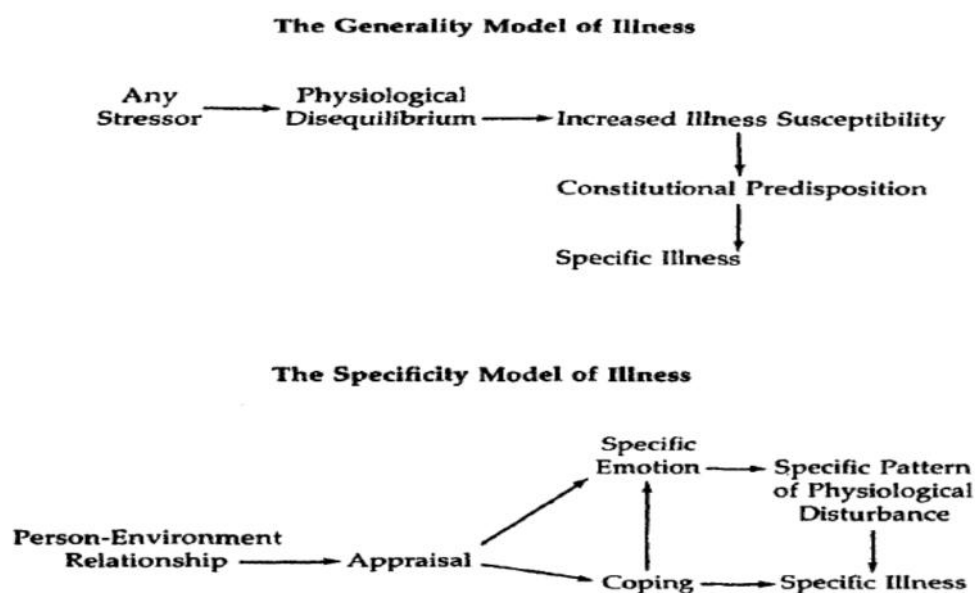 The Generality Model of Illness
Any
Stressor
Physiological
Disequilibrium
Increased Illness Susceptibility
Constitutional Predisposition
Specific Illness
The Specificity Model of Illness
Specific
Emotion
Specific Pattern
of Physiological
Disturbance
Person-Environment
Relationship
Appraisal
Coping
Specific Illness